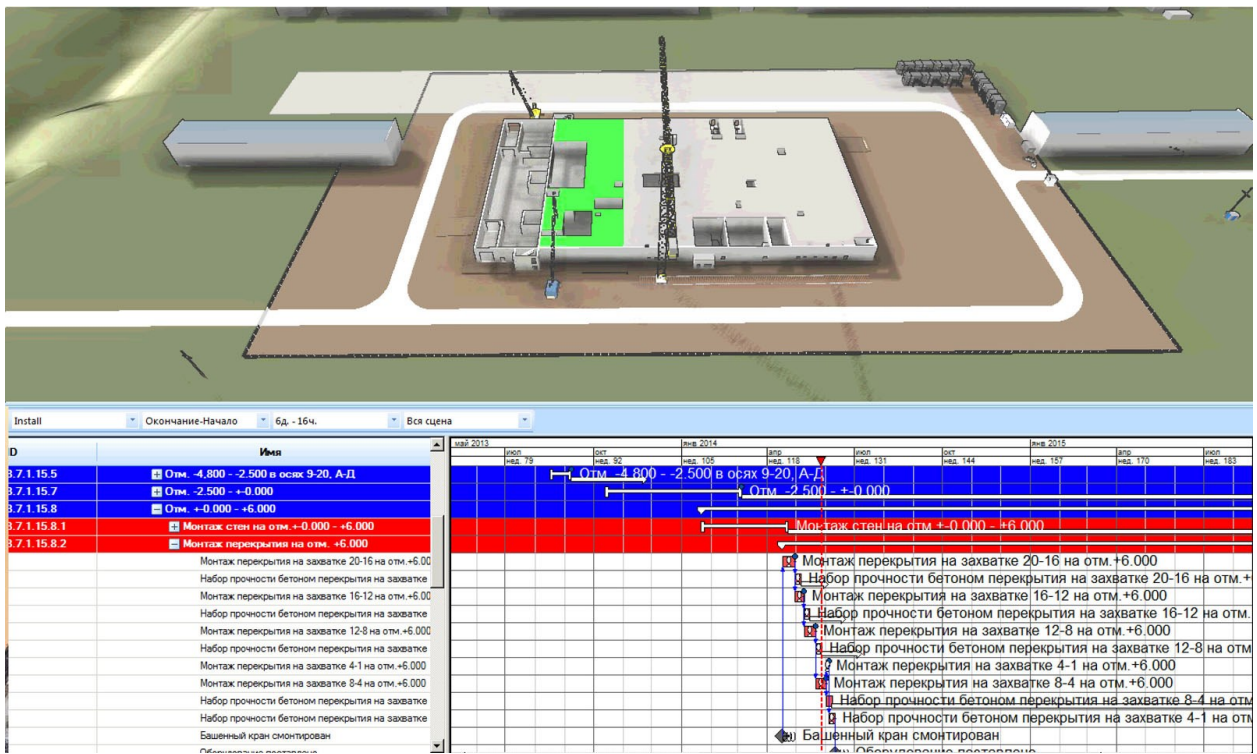 Install Окончание-Начало 6д. - 16ч. Вся сцена
ID Имя
май 2013 янв 2014 янв 2015
июл окт апр июл окт апр июл
нед. 79 нед. 92 нед. 105 нед. 118 нед. 131 нед. 144 нед. 157 нед. 170 нед. 183
3.7.1.15.5 Отм. -4,800 - -2.500 в осях 9-20, А-Д Отм. -4,800 - -2.500 в осях 9-20, А-Д
3.7.1.15.7 Отм. -2.500 - +-0.000 Отм. -2.500 - +-0.000
3.7.1.15.8 Отм. +-0.000 - +6.000
3.7.1.15.8.1 Монтаж стен на отм.+-0.000 - +6.000 Монтаж стен на отм +-0.000 - +6.000
3.7.1.15.8.2 Монтаж перекрытия на отм. +6.000
Монтаж перекрытия на захватке 20-16 на отм.+6.00 Монтаж перекрытия на захватке 20-16 на отм.+6.000
Набор прочности бетоном перекрытия на захватке Набор прочности бетоном перекрытия на захватке 20-16 на отм.+
Монтаж перекрытия на захватке 16-12 на отм.+6.00 Монтаж перекрытия на захватке 16-12 на отм.+6.000
Набор прочности бетоном перекрытия на захватке Набор прочности бетоном перекрытия на захватке 16-12 на отм.
Монтаж перекрытия на захватке 12-8 на отм.+6.000 Монтаж перекрытия на захватке 12-8 на отм.+6.000
Набор прочности бетоном перекрытия на захватке Набор прочности бетоном перекрытия на захватке 12-8 на отм
Монтаж перекрытия на захватке 4-1 на отм.+6.000 Монтаж перекрытия на захватке 4-1 на отм.+6.000
Монтаж перекрытия на захватке 8-4 на отм.+6.000 Монтаж перекрытия на захватке 8-4 на отм.+6.000
Набор прочности бетоном перекрытия на захватке Набор прочности бетоном перекрытия на захватке 8-4 на отм
Набор прочности бетоном перекрытия на захватке Набор прочности бетоном перекрытия на захватке 4-1 на отм
Башенный кран смонтирован Башенный кран смонтирован
Оборудование поставлено Оборудование поставлено